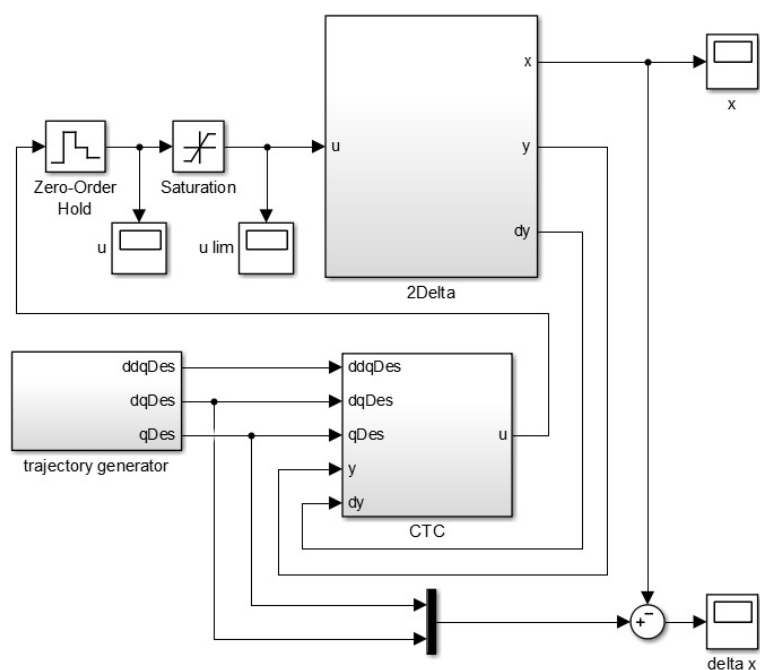 x
x
u
y
dy
2Delta
Zero-Order
Hold
Saturation
u
u lim
ddqDes
dqDes
qDes
trajectory generator
ddqDes
dqDes
qDes
y
dy
u
CTC
+
−
delta x